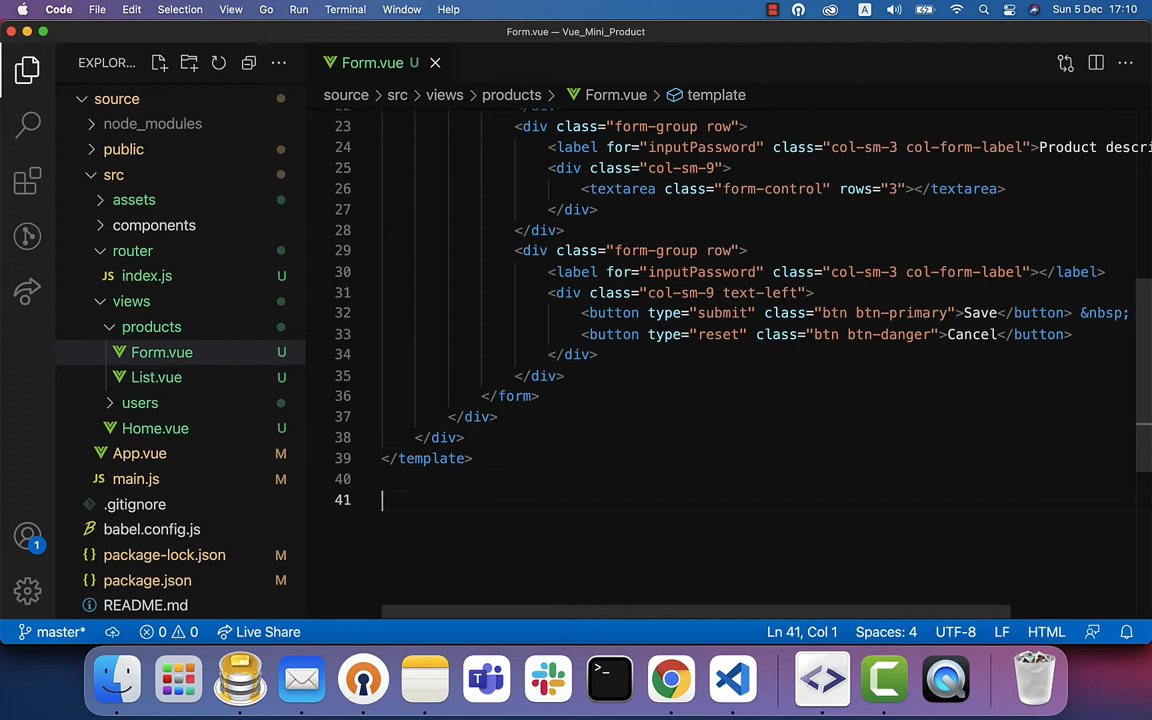 Code File Edit Selection View Go Run Terminal Window Help A Sun 5 Dec 17:10
Form.vue — Vue_Mini_Product
EXPLOR... Form.vue U
source src views products Form.vue template
source
node_modules
public
src
assets
components
router
JS index.js U
views
products
Form.vue U
List.vue U
users
Home.vue U
App.vue M
JS main.js M
.gitignore
babel.config.js
{} package-lock.json M
{} package.json M
README.md
1
23 <div class="form-group row">
24 <label for="inputPassword" class="col-sm-3 col-form-label">Product descri
25 <div class="col-sm-9">
26 <textarea class="form-control" rows="3"></textarea>
27 </div>
28 </div>
29 <div class="form-group row">
30 <label for="inputPassword" class="col-sm-3 col-form-label"></label>
31 <div class="col-sm-9 text-left">
32 <button type="submit" class="btn btn-primary">Save</button> &nbsp;
33 <button type="reset" class="btn btn-danger">Cancel</button>
34 </div>
35 </div>
36 </form>
37 </div>
38 </div>
39 </template>
40
41
master* 0 0 Live Share Ln 41, Col 1 Spaces: 4 UTF-8 LF HTML